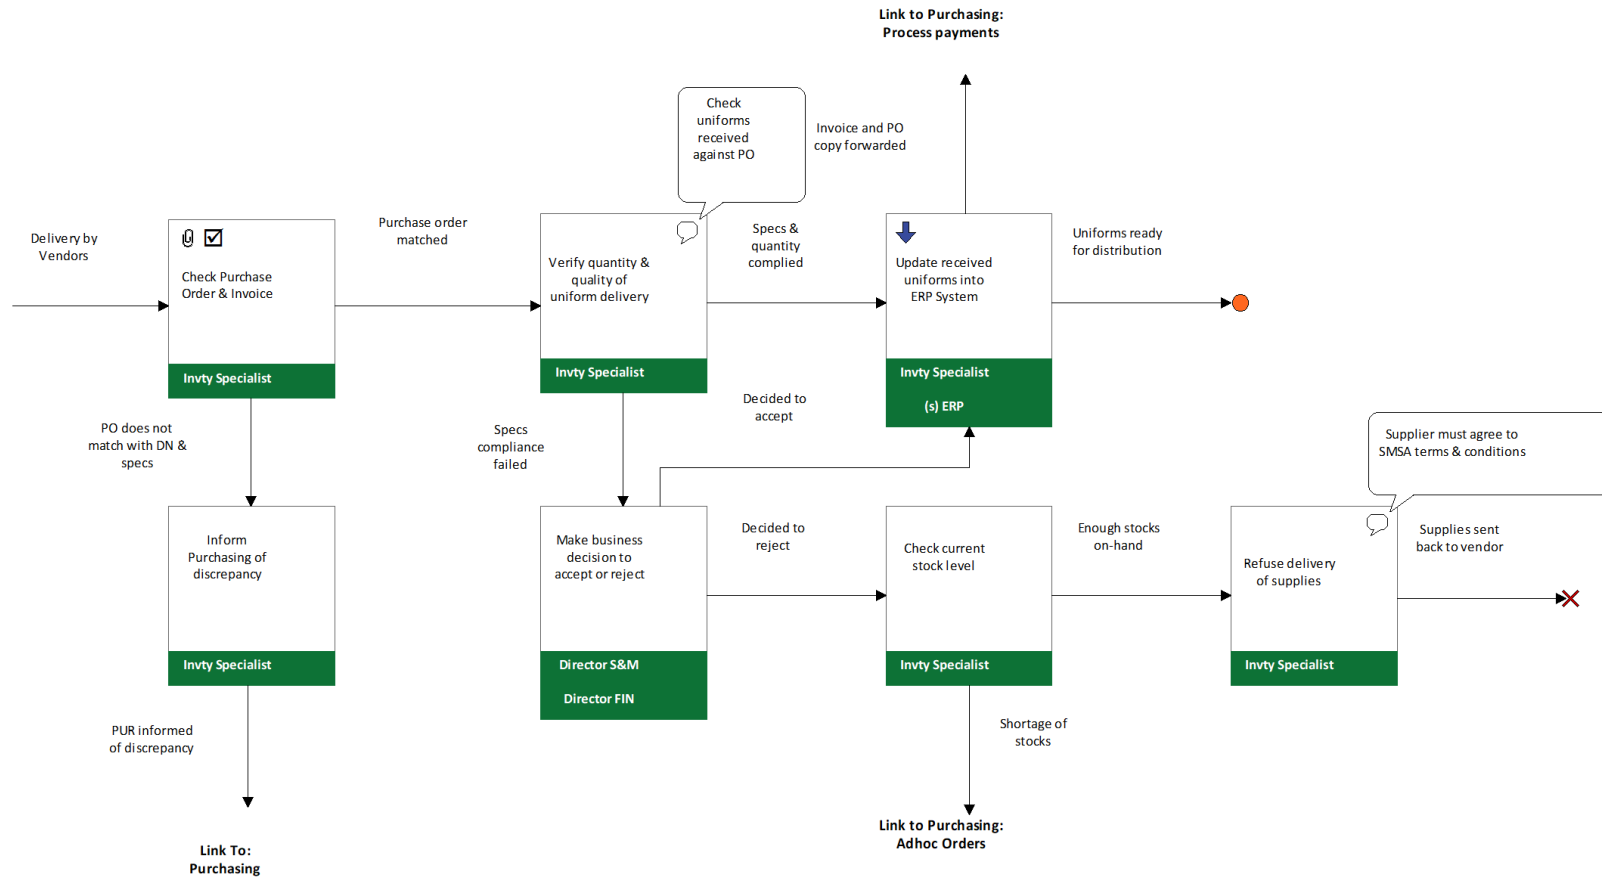 Link to Purchasing:
Process payments
Check
uniforms
received
against PO
Invoice and PO
copy forwarded
Delivery by
Vendors
Check Purchase
Order & Invoice
Invty Specialist
Purchase order
matched
Verify quantity &
quality of
uniform delivery
Invty Specialist
Specs &
quantity
complied
Update received
uniforms into
ERP System
Invty Specialist
(s) ERP
Uniforms ready
for distribution
PO does not
match with DN &
specs
Specs
compliance
failed
Decided to
accept
Supplier must agree to
SMSA terms & conditions
Inform
Purchasing of
discrepancy
Invty Specialist
Make business
decision to
accept or reject
Director S&M
Director FIN
Decided to
reject
Check current
stock level
Invty Specialist
Enough stocks
on-hand
Refuse delivery
of supplies
Invty Specialist
Supplies sent
back to vendor
PUR informed
of discrepancy
Shortage of
stocks
Link To:
Purchasing
Link to Purchasing:
Adhoc Orders